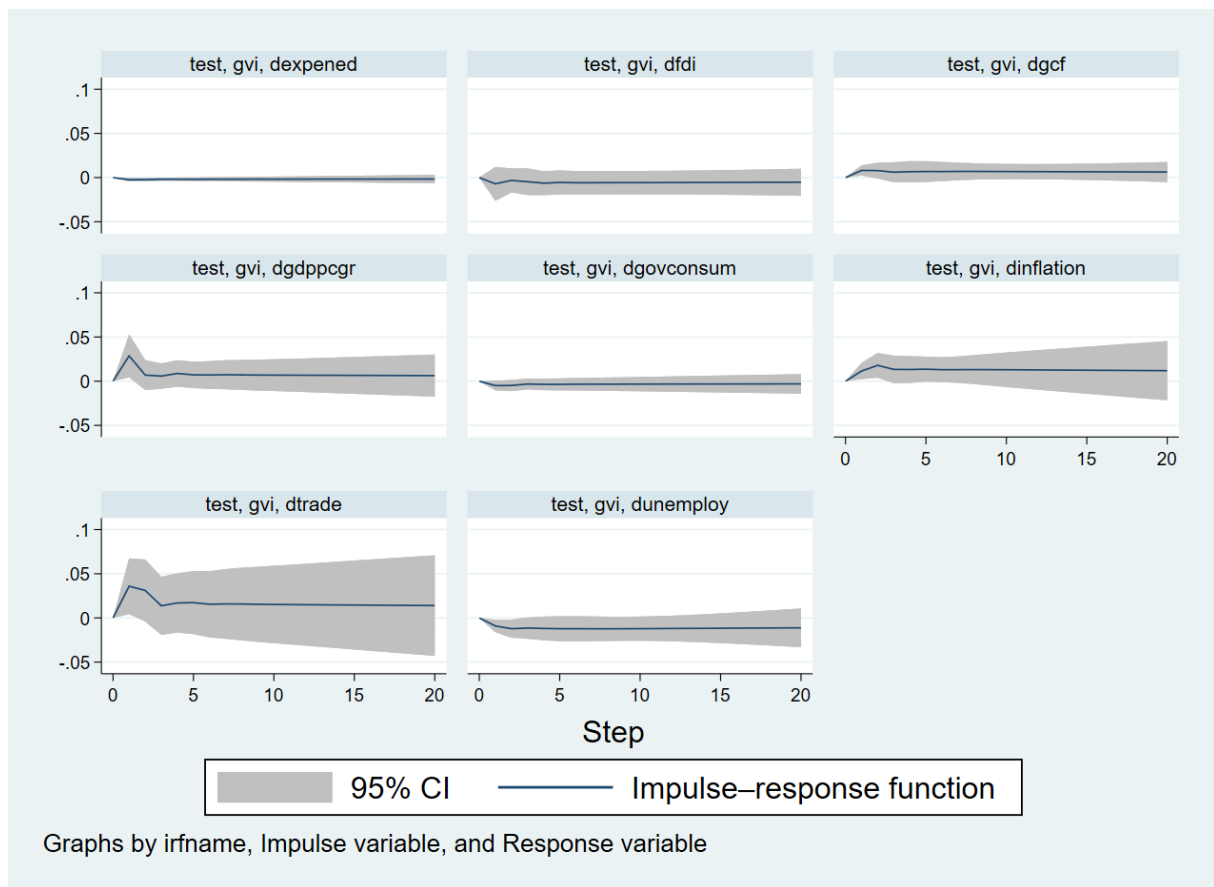 test, gvi, dexpened
test, gvi, dfdi
test, gvi, dgcf
.1
.05
0
-.05
test, gvi, dgdppcgr
test, gvi, dgovconsum
test, gvi, dinflation
.1
.05
0
-.05
0 5 10 15 20
test, gvi, dtrade
test, gvi, dunemploy
.1
.05
0
-.05
0 5 10 15 20
0 5 10 15 20
Step
95% CI
Impulse–response function
Graphs by irfname, Impulse variable, and Response variable